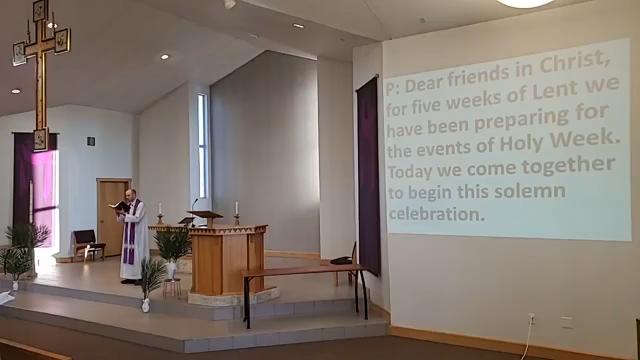 P: Dear friends in Christ,
for five weeks of Lent we
have been preparing for
the events of Holy Week.
Today we come together
to begin this solemn
celebration.